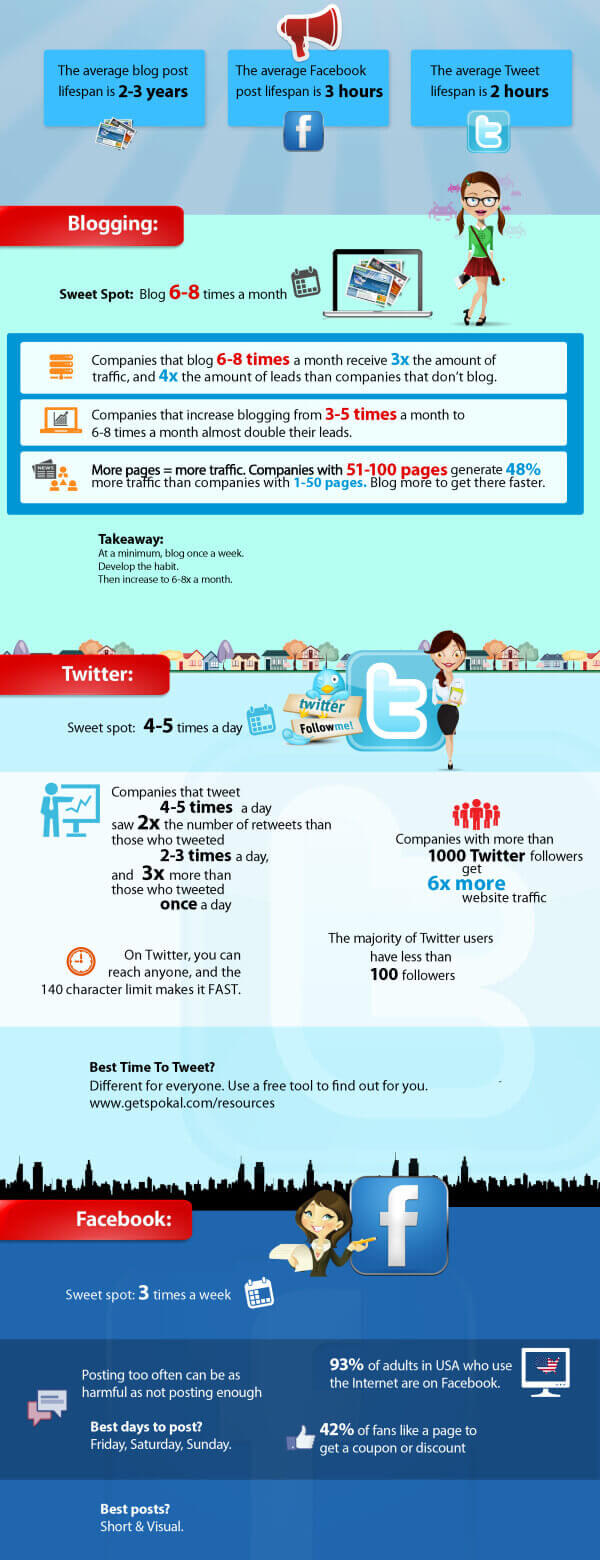 The average blog post
lifespan is 2-3 years
The average Facebook
post lifespan is 3 hours
The average Tweet
lifespan is 2 hours
Blogging:
Sweet Spot: Blog 6-8 times a month
Companies that blog 6-8 times a month receive 3x the amount of
traffic, and 4x the amount of leads than companies that don't blog.
Companies that increase blogging from 3-5 times a month to
6-8 times a month almost double their leads.
NEWS
More pages = more traffic. Companies with 51-100 pages generate 48%
more traffic than companies with 1-50 pages. Blog more to get there faster.
Takeaway:
At a minimum, blog once a week.
Develop the habit.
Then increase to 6-8x a month.
Twitter:
Sweet spot: 4-5 times a day
twitter
Follow me!
Companies that tweet
4-5 times a day
saw 2x the number of retweets than
those who tweeted
2-3 times a day,
and 3x more than
those who tweeted
once a day
Companies with more than
1000 Twitter followers
get
6x more
website traffic
On Twitter, you can
reach anyone, and the
140 character limit makes it FAST.
The majority of Twitter users
have less than
100 followers
Best Time To Tweet?
Different for everyone. Use a free tool to find out for you.
www.getspokal.com/resources
Facebook:
Sweet spot: 3 times a week
Posting too often can be as
harmful as not posting enough
93% of adults in USA who use
the Internet are on Facebook.
Best days to post?
Friday, Saturday, Sunday.
42% of fans like a page to
get a coupon or discount
Best posts?
Short & Visual.